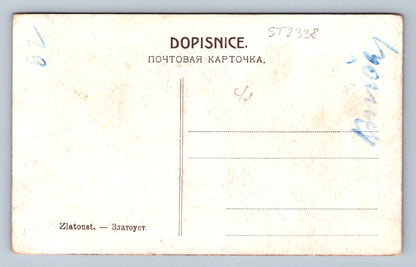 ST2338
DOPISNICE.
ПОЧТОВАЯ КАРТОЧКА.
Zlatoust. — Златоуст.